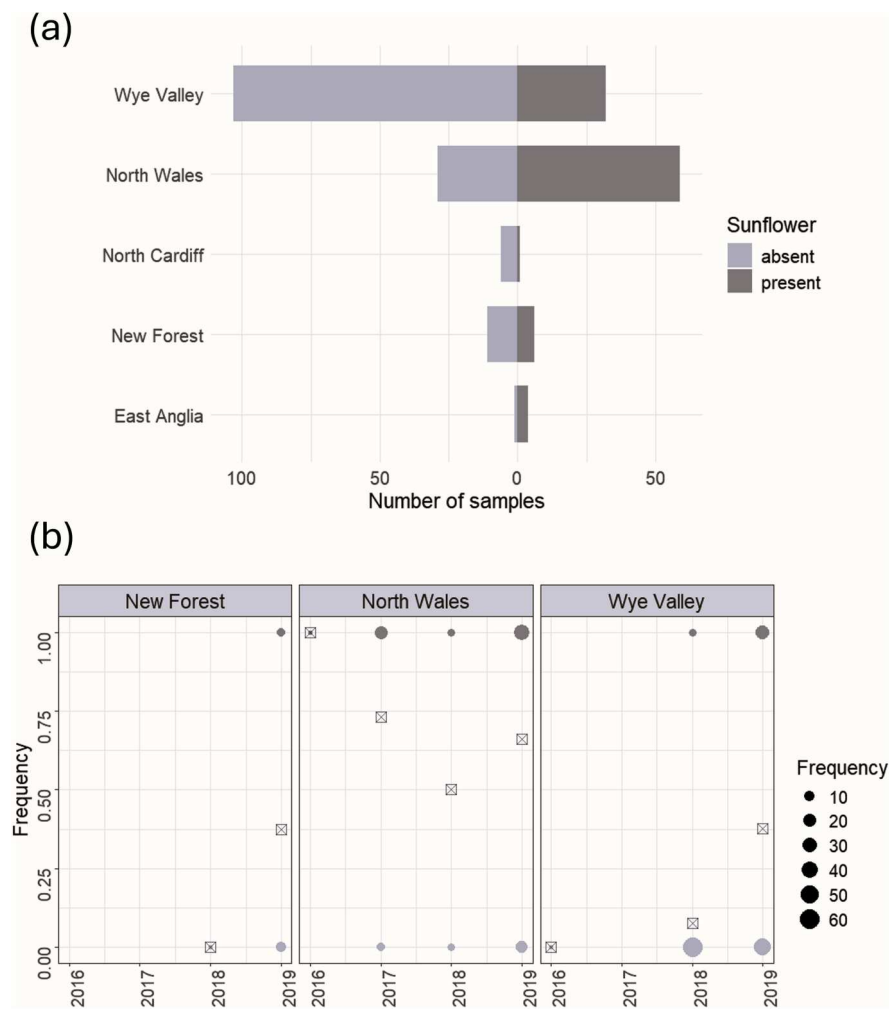 (a)
Wye Valley
North Wales
North Cardiff
New Forest
East Anglia
100 50 0 50
Number of samples
Sunflower
absent
present
(b)
New Forest North Wales Wye Valley
Frequency
1.00
0.75
0.50
0.25
0.00
2016 2017 2018 2019 2016 2017 2018 2019 2016 2017 2018 2019
Frequency
10
20
30
40
50
60